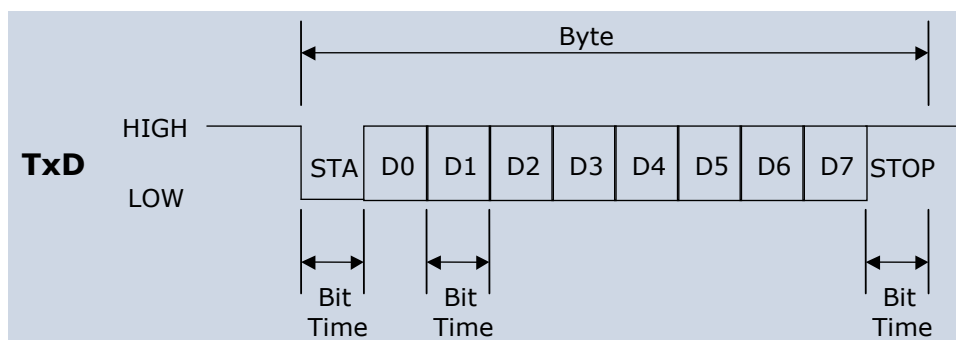 Byte
HIGH
TxD
STA D0 D1 D2 D3 D4 D5 D6 D7 STOP
LOW
Bit Time
Bit Time
Bit Time